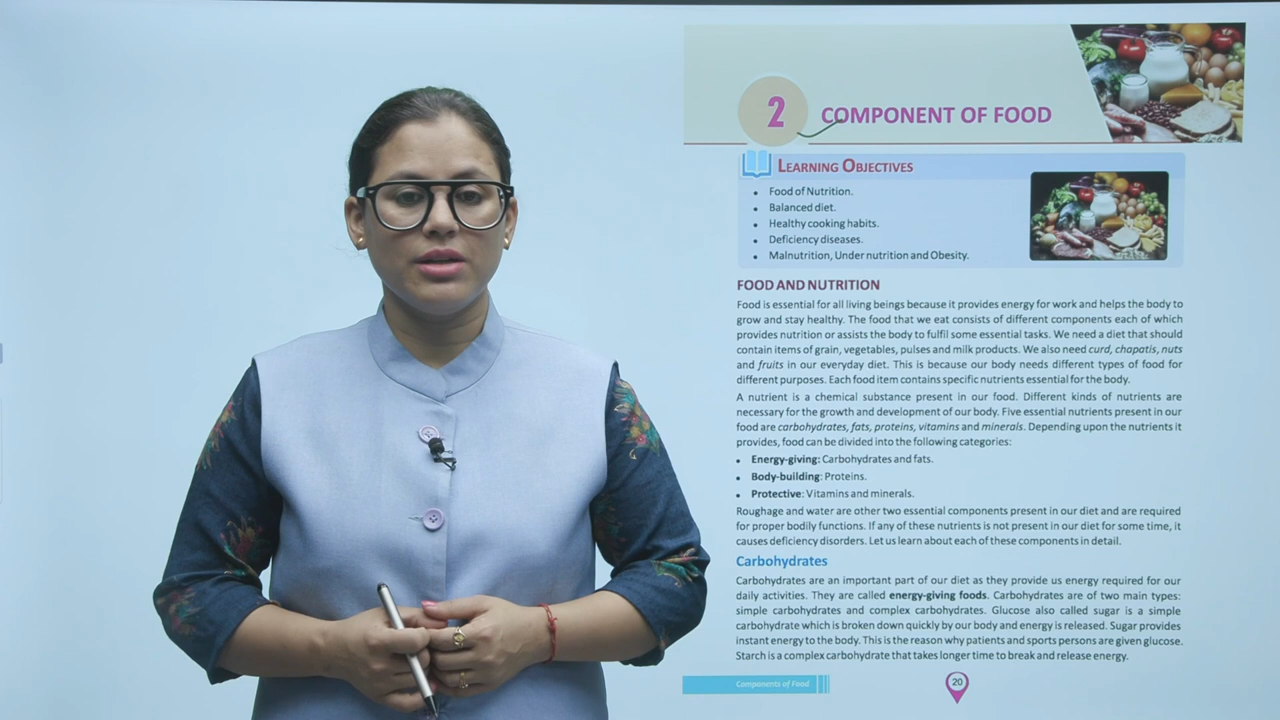 2 COMPONENT OF FOOD
LEARNING OBJECTIVES
• Food of Nutrition.
• Balanced diet.
• Healthy cooking habits.
• Deficiency diseases.
• Malnutrition, Under nutrition and Obesity.
FOOD AND NUTRITION
Food is essential for all living beings because it provides energy for work and helps the body to
grow and stay healthy. The food that we eat consists of different components each of which
provides nutrition or assists the body to fulfil some essential tasks. We need a diet that should
contain items of grain, vegetables, pulses and milk products. We also need curd, chapatis, nuts
and fruits in our everyday diet. This is because our body needs different types of food for
different purposes. Each food item contains specific nutrients essential for the body.
A nutrient is a chemical substance present in our food. Different kinds of nutrients are
necessary for the growth and development of our body. Five essential nutrients present in our
food are carbohydrates, fats, proteins, vitamins and minerals. Depending upon the nutrients it
provides, food can be divided into the following categories:
• Energy-giving: Carbohydrates and fats.
• Body-building: Proteins.
• Protective: Vitamins and minerals.
Roughage and water are other two essential components present in our diet and are required
for proper bodily functions. If any of these nutrients is not present in our diet for some time, it
causes deficiency disorders. Let us learn about each of these components in detail.
Carbohydrates
Carbohydrates are an important part of our diet as they provide us energy required for our
daily activities. They are called energy-giving foods. Carbohydrates are of two main types:
simple carbohydrates and complex carbohydrates. Glucose also called sugar is a simple
carbohydrate which is broken down quickly by our body and energy is released. Sugar provides
instant energy to the body. This is the reason why patients and sports persons are given glucose.
Starch is a complex carbohydrate that takes longer time to break and release energy.
Components of Food
20